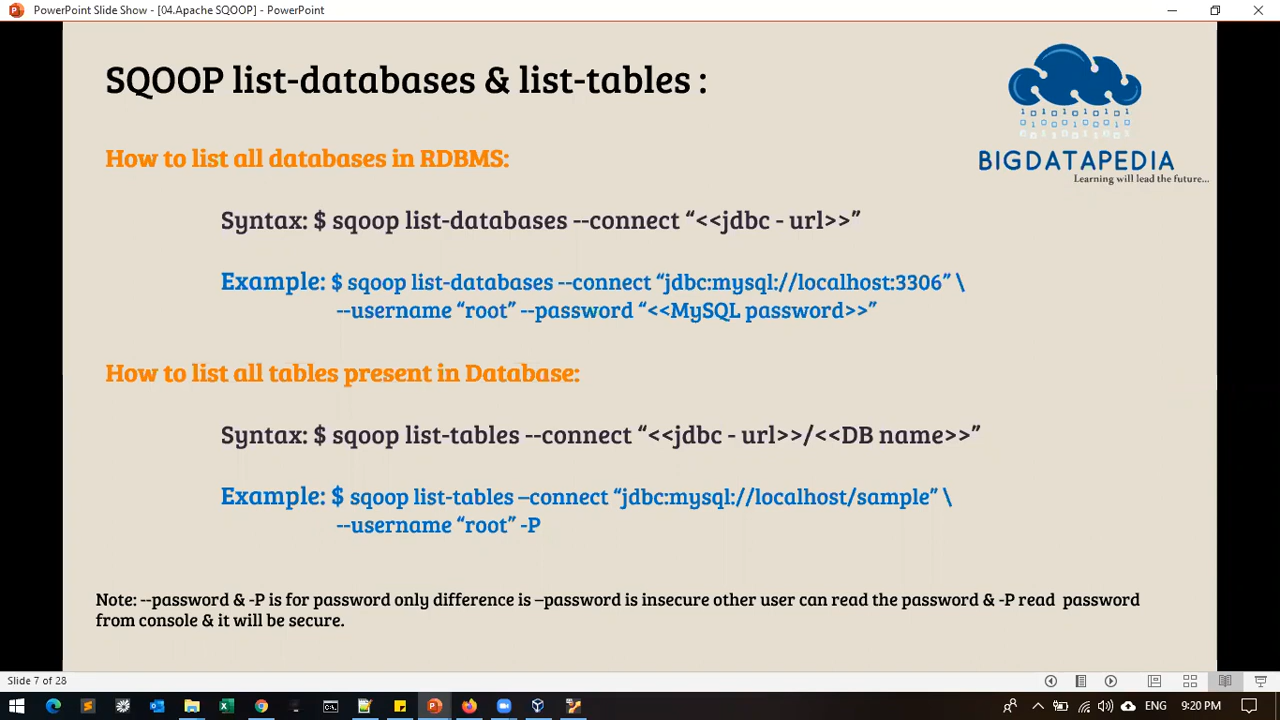 PowerPoint Slide Show - [04.Apache SQOOP] - PowerPoint
SQOOP list-databases & list-tables :
BIGDATAPEDIA
Learning will lead the future...
How to list all databases in RDBMS:
Syntax: $ sqoop list-databases --connect “<<jdbc - url>>”
Example: $ sqoop list-databases --connect “jdbc:mysql://localhost:3306” \
--username “root” --password “<<MySQL password>>”
How to list all tables present in Database:
Syntax: $ sqoop list-tables --connect “<<jdbc - url>>/<<DB name>>”
Example: $ sqoop list-tables –connect “jdbc:mysql://localhost/sample” \
--username “root” -P
Note: --password & -P is for password only difference is –password is insecure other user can read the password & -P read password
from console & it will be secure.
Slide 7 of 28
ENG
9:20 PM